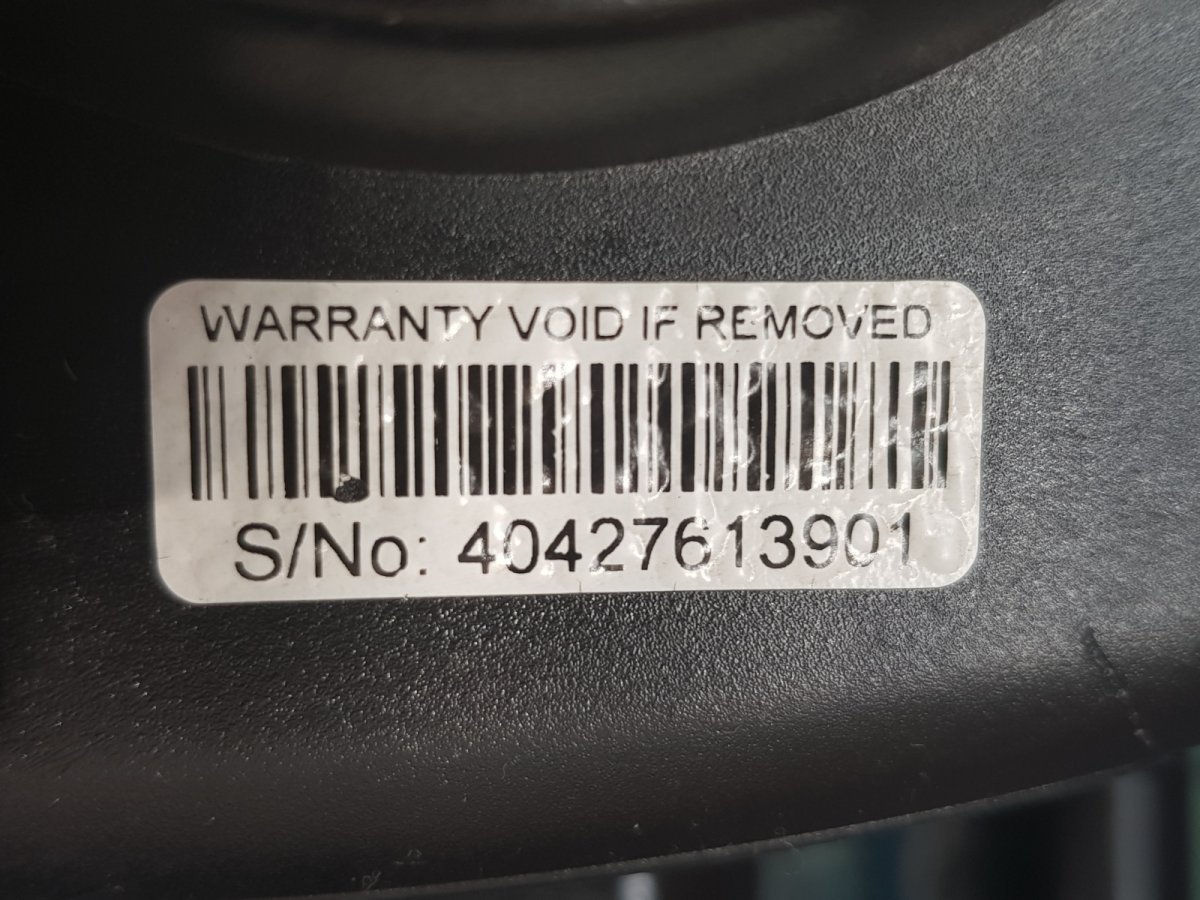 WARRANTY VOID IF REMOVED
S/No: 40427613901